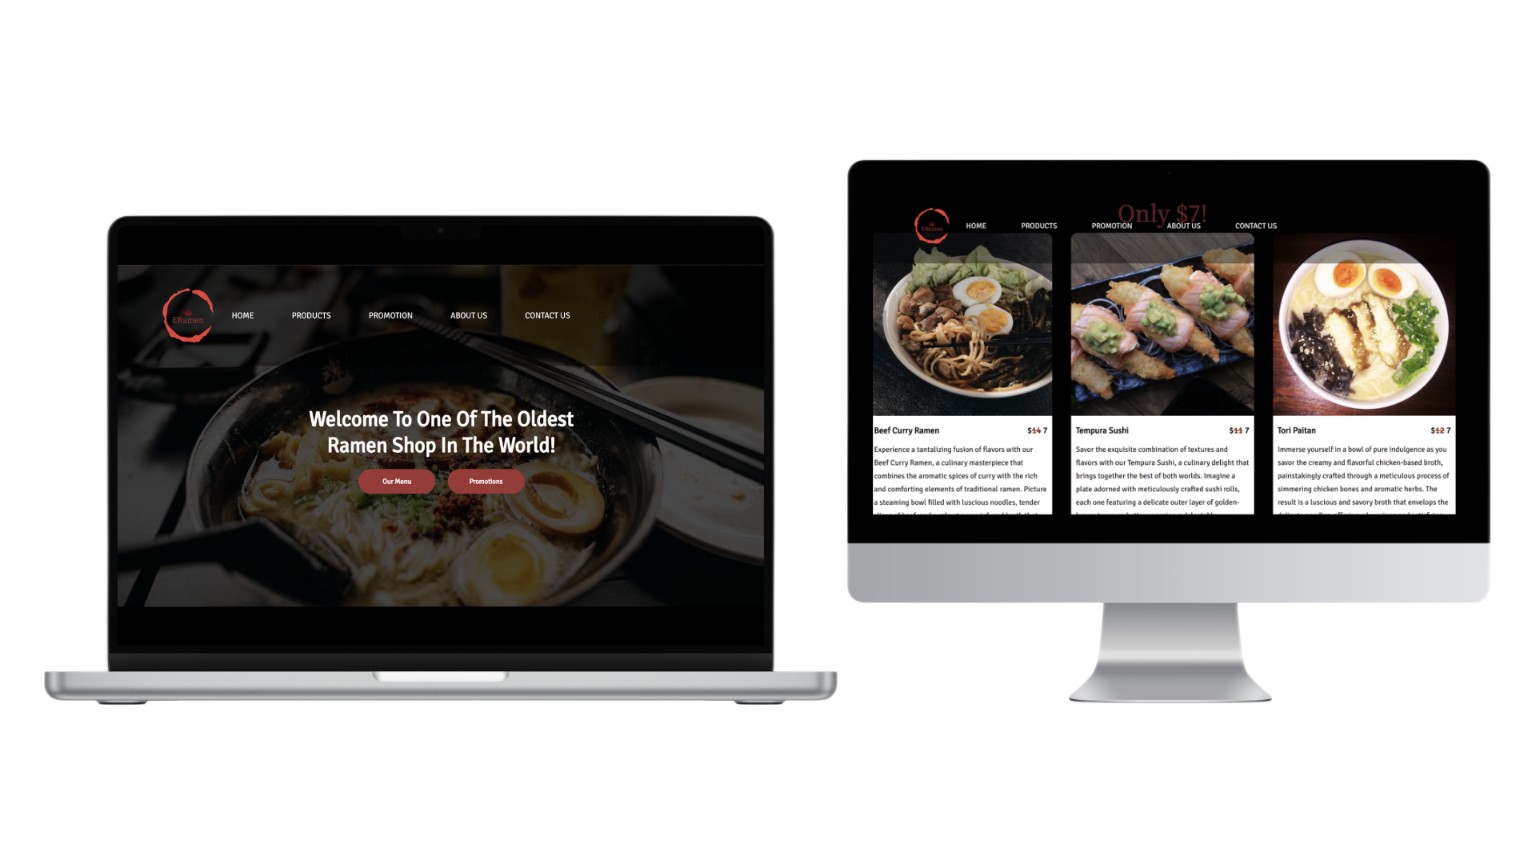 ERamen
HOME
PRODUCTS
PROMOTION
ABOUT US
CONTACT US
Welcome To One Of The Oldest
Ramen Shop In The World!
Our Menu
Promotions
Only $7!
ERamen
HOME
PRODUCTS
PROMOTION
ABOUT US
CONTACT US
Beef Curry Ramen
$14 7
Experience a tantalizing fusion of flavors with our
Beef Curry Ramen, a culinary masterpiece that
combines the aromatic spices of curry with the rich
and comforting elements of traditional ramen. Picture
a steaming bowl filled with luscious noodles, tender
Tempura Sushi
$11 7
Savor the exquisite combination of textures and
flavors with our Tempura Sushi, a culinary delight that
brings together the best of both worlds. Imagine a
plate adorned with meticulously crafted sushi rolls,
each one featuring a delicate outer layer of golden-
Tori Paitan
$12 7
Immerse yourself in a bowl of pure indulgence as you
savor the creamy and flavorful chicken-based broth,
painstakingly crafted through a meticulous process of
simmering chicken bones and aromatic herbs. The
result is a luscious and savory broth that envelops the